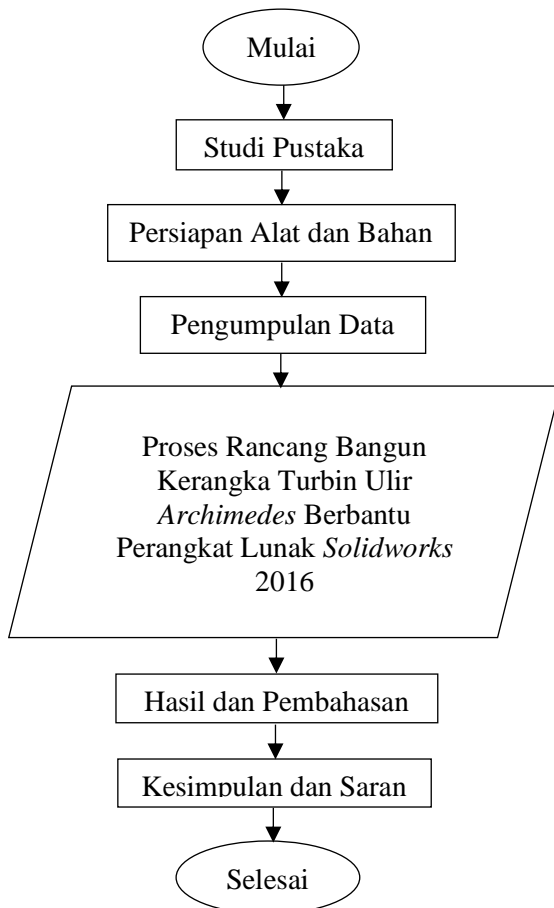 Mulai
Studi Pustaka
Persiapan Alat dan Bahan
Pengumpulan Data
Proses Rancang Bangun
Kerangka Turbin Ulir
Archimedes Berbantu
Perangkat Lunak Solidworks
2016
Hasil dan Pembahasan
Kesimpulan dan Saran
Selesai